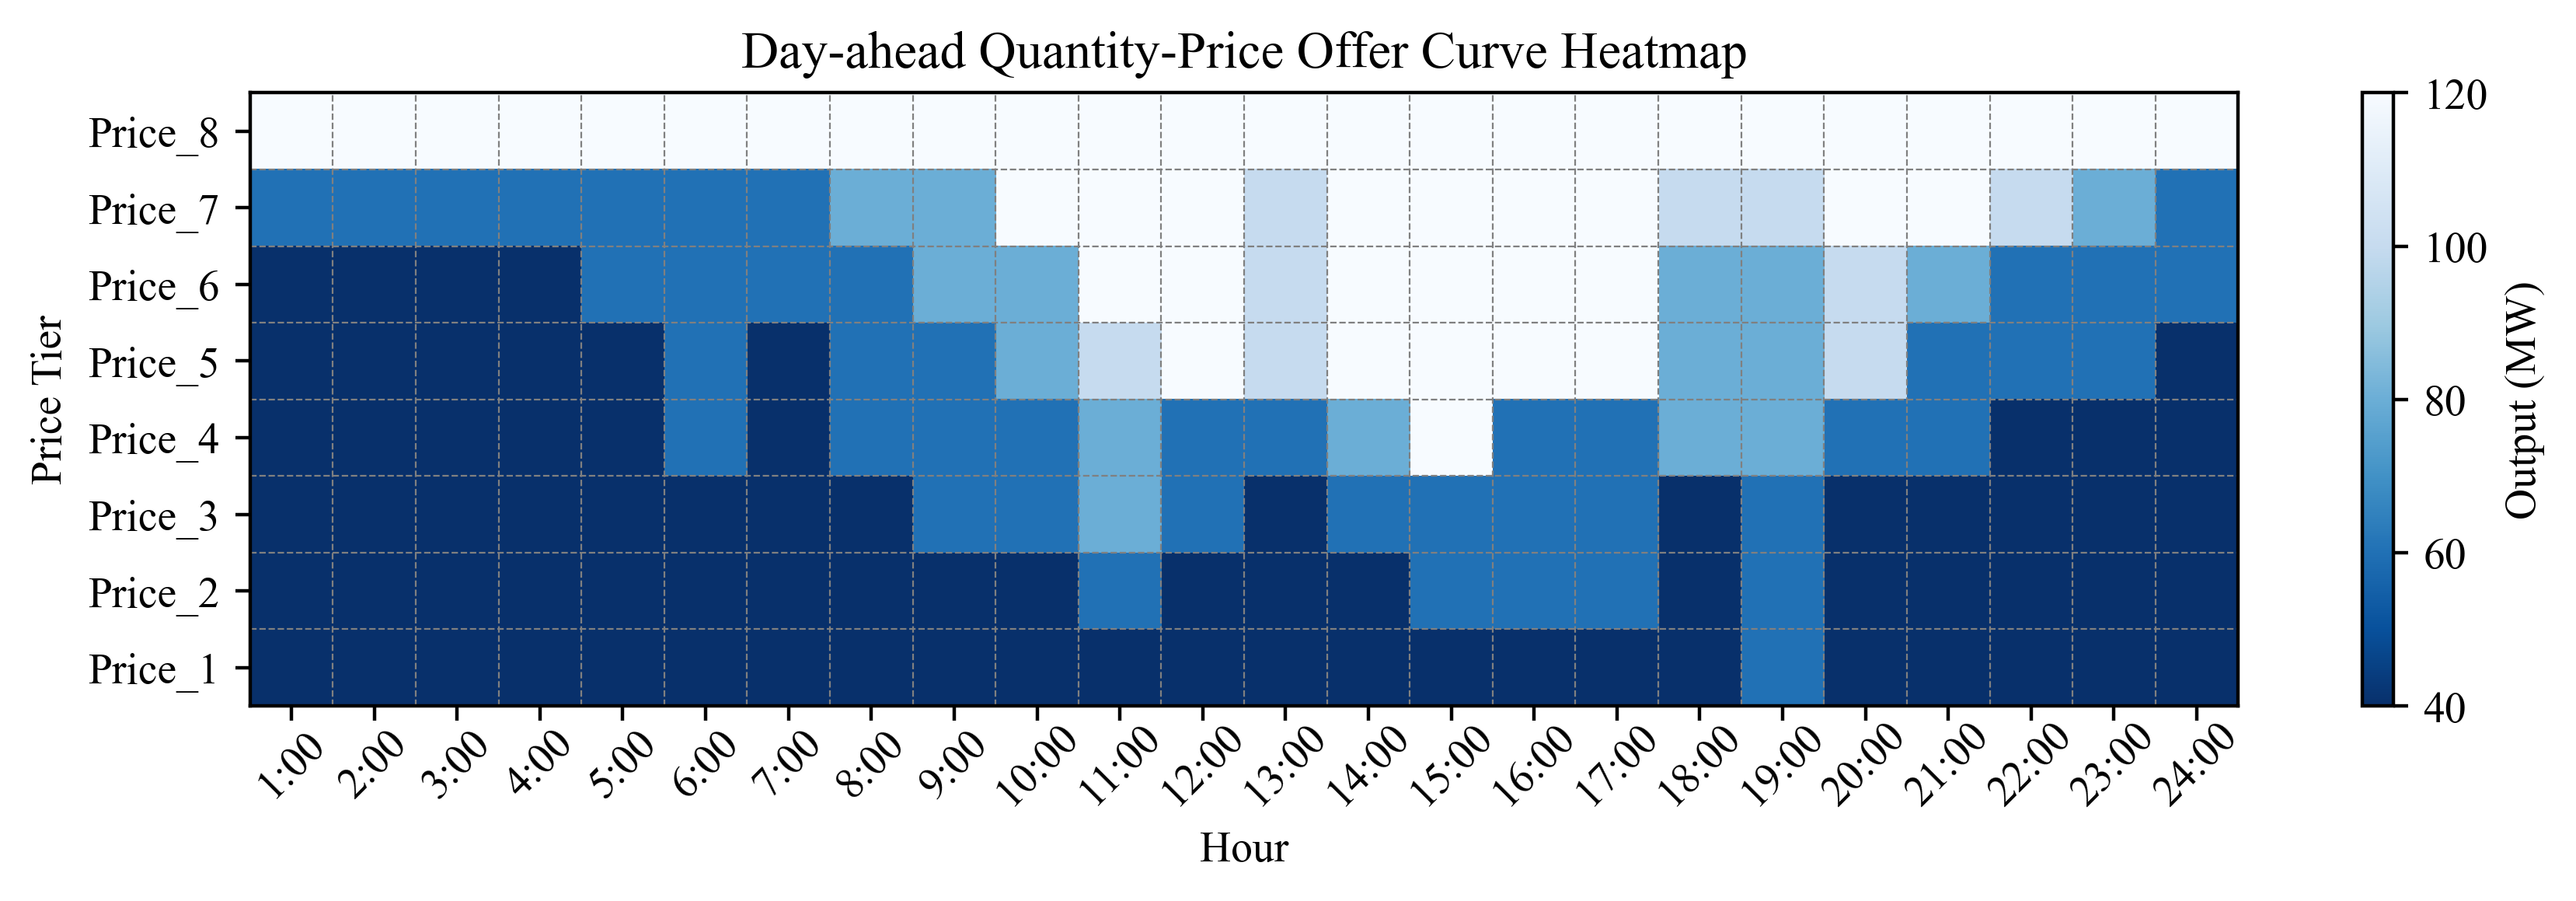 Day-ahead Quantity-Price Offer Curve Heatmap
Price Tier
Price_8
Price_7
Price_6
Price_5
Price_4
Price_3
Price_2
Price_1
1:00 2:00 3:00 4:00 5:00 6:00 7:00 8:00 9:00 10:00 11:00 12:00 13:00 14:00 15:00 16:00 17:00 18:00 19:00 20:00 21:00 22:00 23:00 24:00
Hour
120
100
80
60
40
Output (MW)